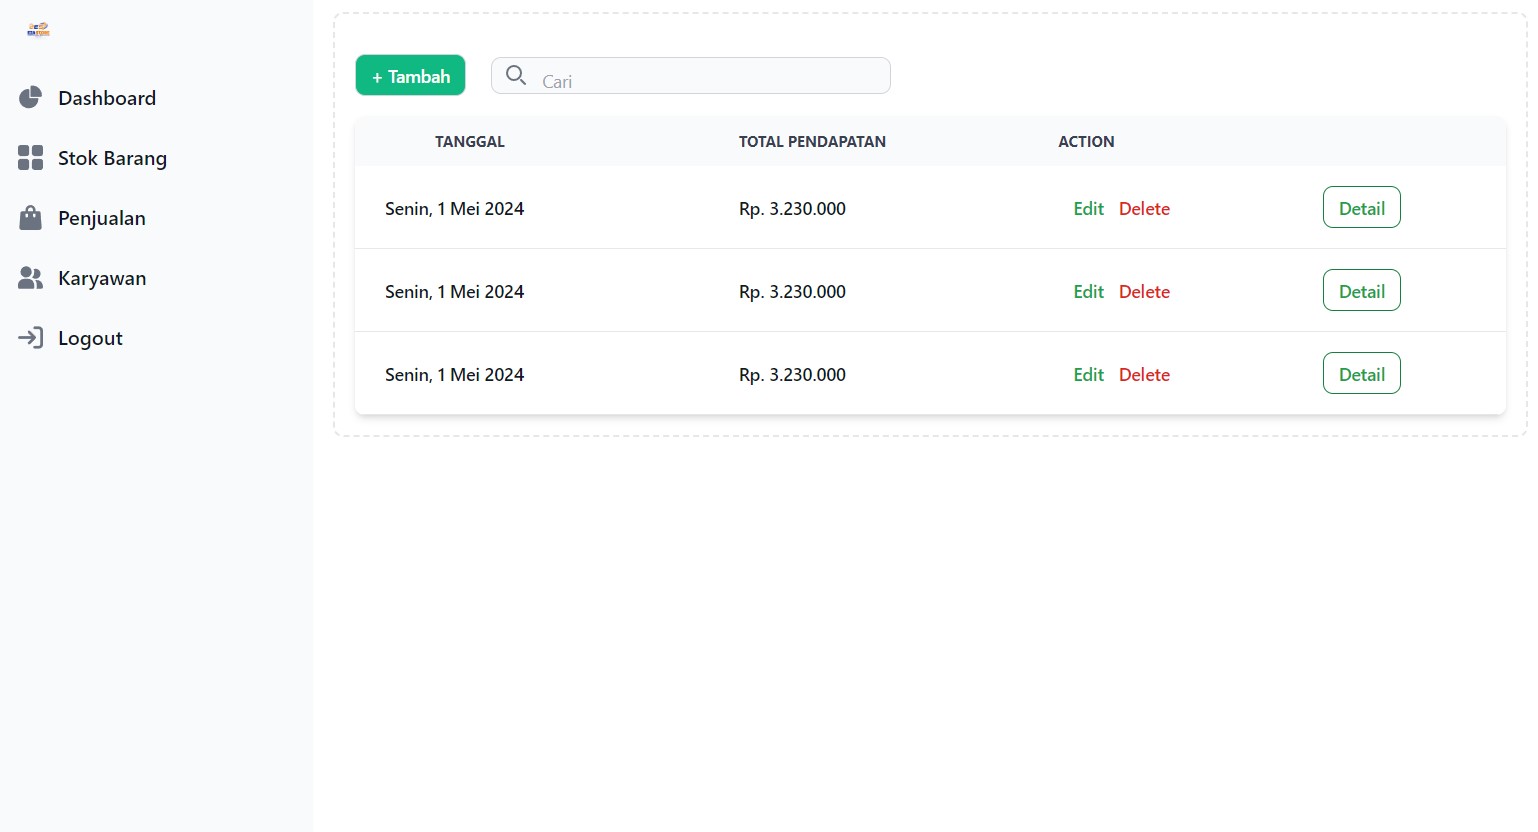 Dashboard
Stok Barang
Penjualan
Karyawan
Logout
+ Tambah
Cari
TANGGAL TOTAL PENDAPATAN ACTION
Senin, 1 Mei 2024 Rp. 3.230.000 Edit Delete Detail
Senin, 1 Mei 2024 Rp. 3.230.000 Edit Delete Detail
Senin, 1 Mei 2024 Rp. 3.230.000 Edit Delete Detail